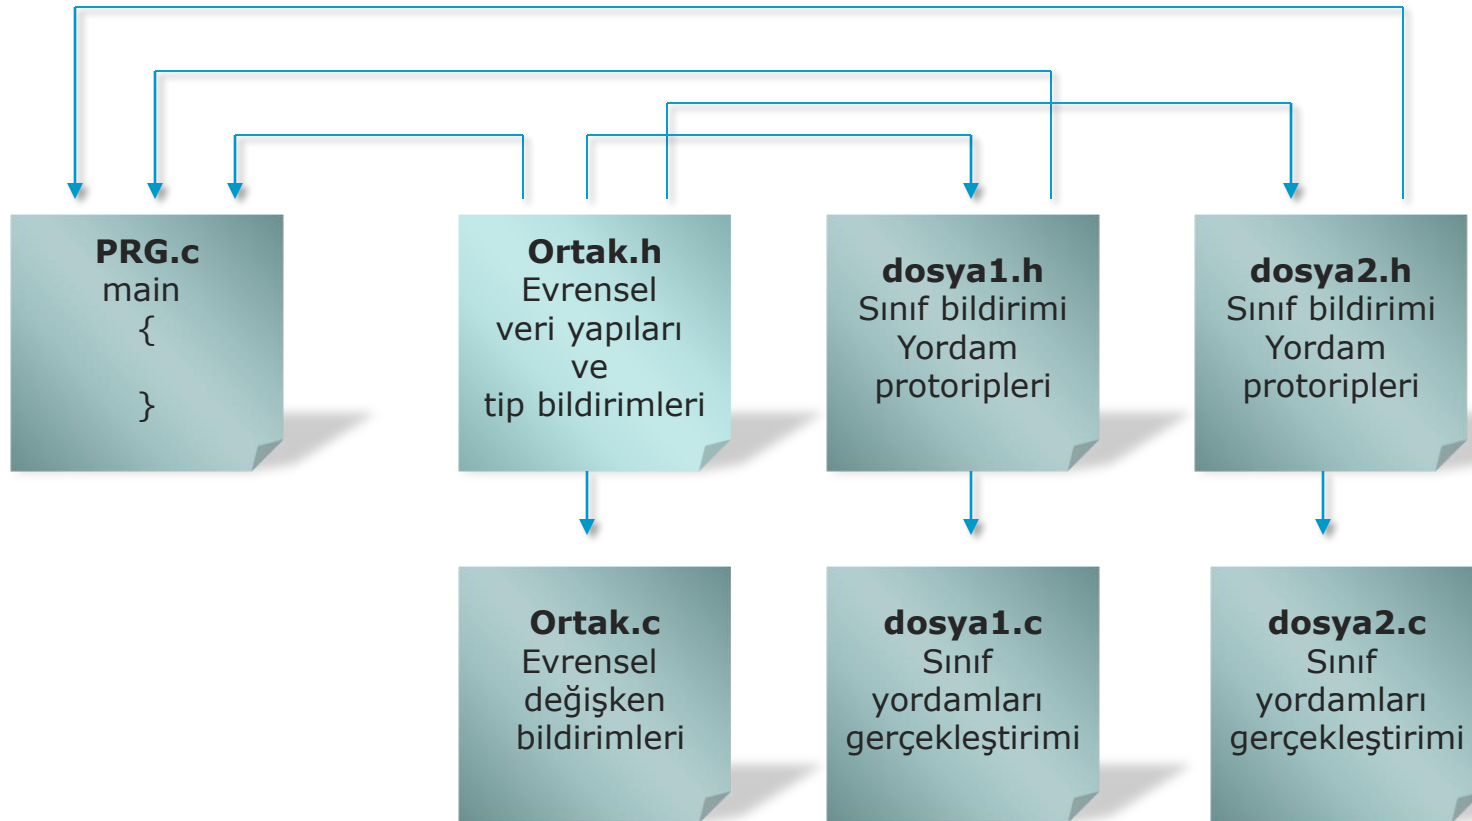 PRG.c
main
{
}
Ortak.h
Evrensel
veri yapıları
ve
tip bildirimleri
dosya1.h
Sınıf bildirimi
Yordam
protoripleri
dosya2.h
Sınıf bildirimi
Yordam
protoripleri
Ortak.c
Evrensel
değişken
bildirimleri
dosya1.c
Sınıf
yordamları
gerçekleştirimi
dosya2.c
Sınıf
yordamları
gerçekleştirimi